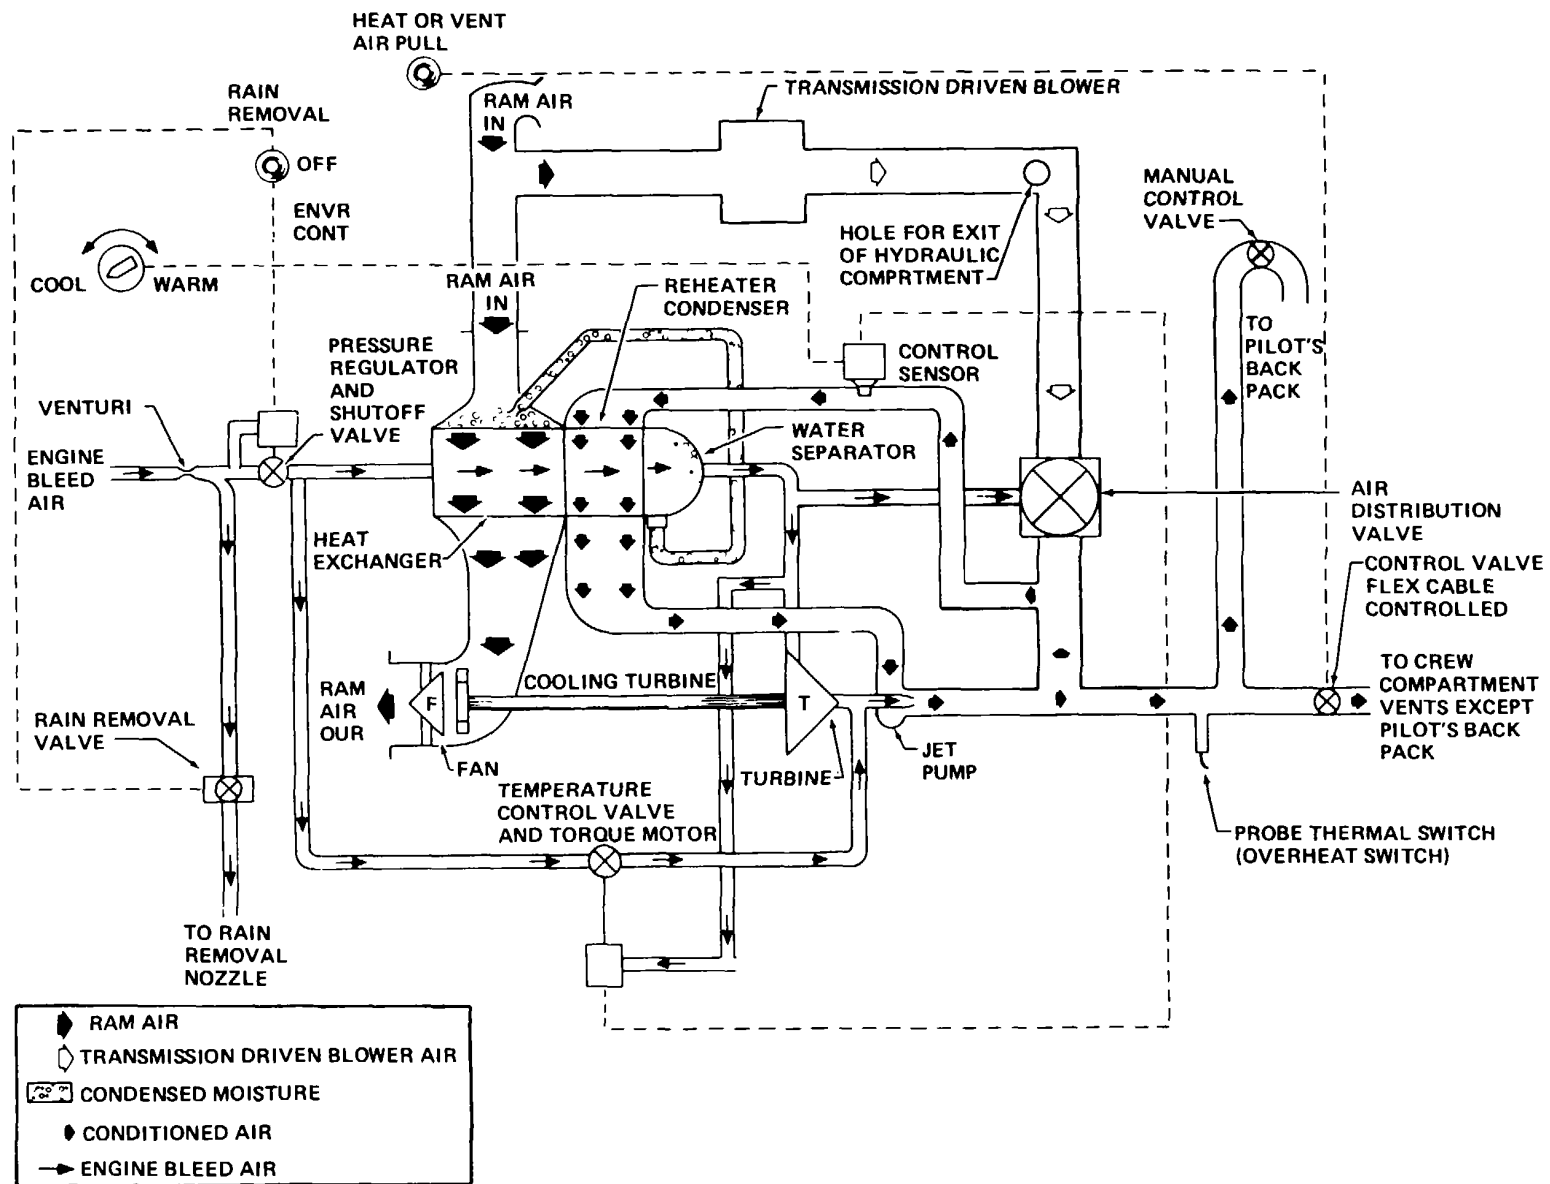 HEAT OR VENT
AIR PULL
RAIN
REMOVAL
OFF
ENVR
CONT
COOL
WARM
RAM AIR
IN
TRANSMISSION DRIVEN BLOWER
MANUAL
CONTROL
VALVE
HOLE FOR EXIT
OF HYDRAULIC
COMPRTMENT
RAM AIR
IN
REHEATER
CONDENSER
PRESSURE
REGULATOR
AND
SHUTOFF
VALVE
CONTROL
SENSOR
TO
PILOT'S
BACK
PACK
VENTURI
ENGINE
BLEED
AIR
WATER
SEPARATOR
HEAT
EXCHANGER
AIR
DISTRIBUTION
VALVE
CONTROL VALVE
FLEX CABLE
CONTROLLED
TO CREW
COMPARTMENT
VENTS EXCEPT
PILOT'S BACK
PACK
RAM
AIR
OUR
F
COOLING TURBINE
T
RAIN REMOVAL
VALVE
FAN
TURBINE
JET
PUMP
TEMPERATURE
CONTROL VALVE
AND TORQUE MOTOR
PROBE THERMAL SWITCH
(OVERHEAT SWITCH)
TO RAIN
REMOVAL
NOZZLE
RAM AIR
TRANSMISSION DRIVEN BLOWER AIR
CONDENSED MOISTURE
CONDITIONED AIR
ENGINE BLEED AIR